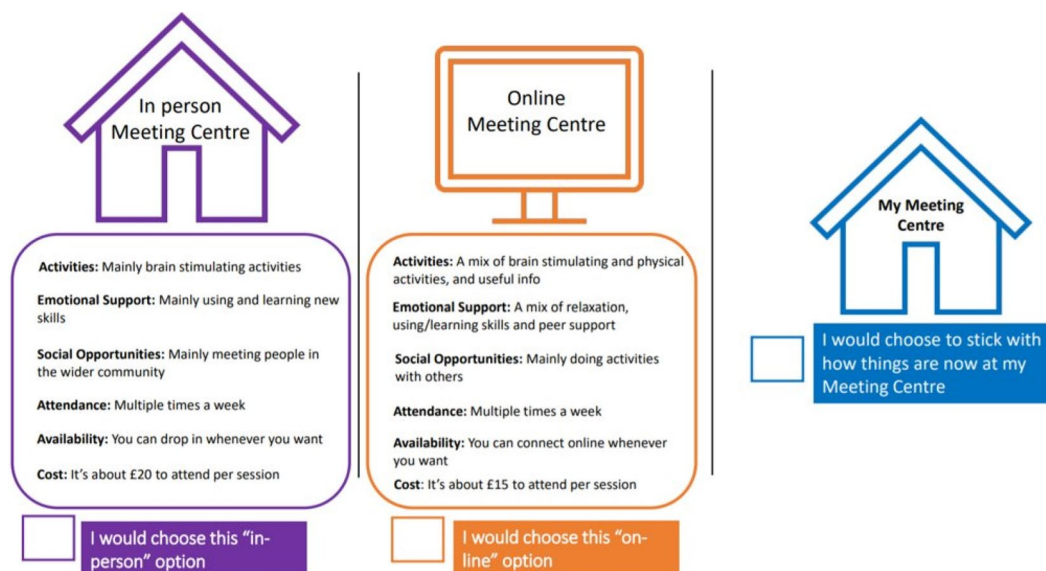 In person
Meeting Centre
Activities: Mainly brain stimulating activities
Emotional Support: Mainly using and learning new
skills
Social Opportunities: Mainly meeting people in
the wider community
Attendance: Multiple times a week
Availability: You can drop in whenever you want
Cost: It's about £20 to attend per session
I would choose this "in-
person" option
Online
Meeting Centre
Activities: A mix of brain stimulating and physical
activities, and useful info
Emotional Support: A mix of relaxation,
using/learning skills and peer support
Social Opportunities: Mainly doing activities
with others
Attendance: Multiple times a week
Availability: You can connect online whenever
you want
Cost: It's about £15 to attend per session
I would choose this "on-
line" option
My Meeting
Centre
I would choose to stick with
how things are now at my
Meeting Centre